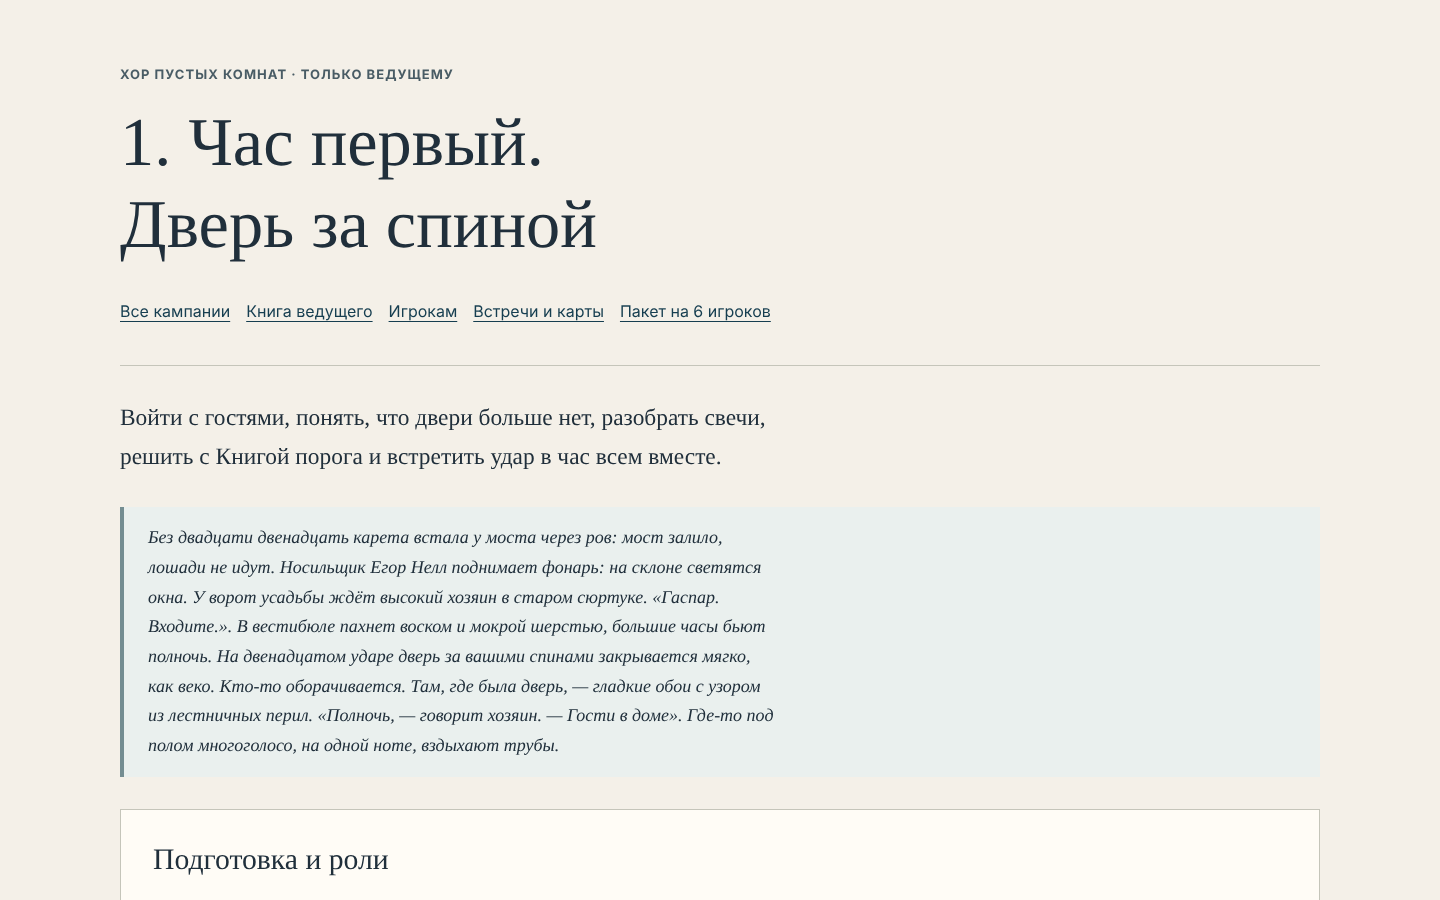 ХОР ПУСТЫХ КОМНАТ · ТОЛЬКО ВЕДУЩЕМУ
1. Час первый.
Дверь за спиной
Все кампании Книга ведущего Игрокам Встречи и карты Пакет на 6 игроков
Войти с гостями, понять, что двери больше нет, разобрать свечи,
решить с Книгой порога и встретить удар в час всем вместе.
Без двадцати двенадцать карета встала у моста через ров: мост залило,
лошади не идут. Носильщик Егор Нелл поднимает фонарь: на склоне светятся
окна. У ворот усадьбы ждёт высокий хозяин в старом сюртуке. «Гаспар.
Входите.». В вестибюле пахнет воском и мокрой шерстью, большие часы бьют
полночь. На двенадцатом ударе дверь за вашими спинами закрывается мягко,
как веко. Кто-то оборачивается. Там, где была дверь, — гладкие обои с узором
из лестничных перил. «Полночь, — говорит хозяин. — Гости в доме». Где-то под
полом многоголосо, на одной ноте, вздыхают трубы.
Подготовка и роли